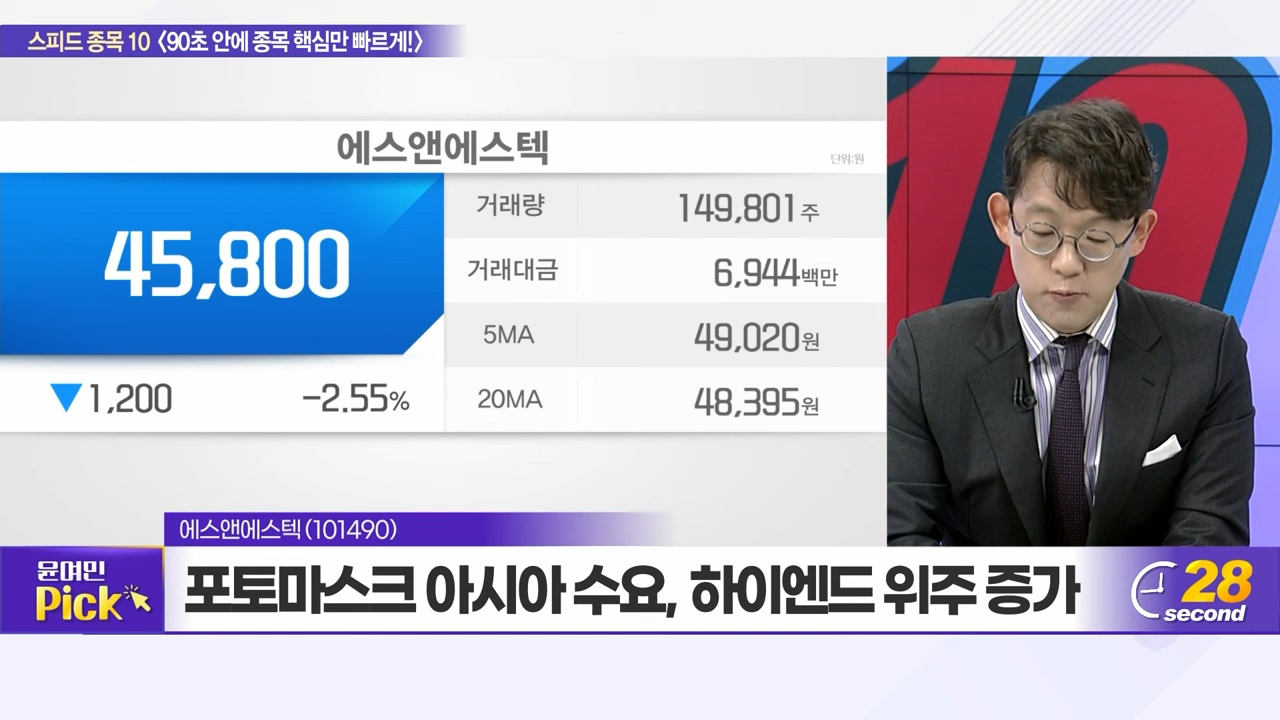 스피드 종목 10 〈90초 안에 종목 핵심만 빠르게!〉
에스앤에스텍
단위:원
45,800
▼1,200 -2.55%
거래량 149,801주
거래대금 6,944백만
5MA 49,020원
20MA 48,395원
10
에스앤에스텍(101490)
윤여민
Pick
포토마스크 아시아 수요, 하이엔드 위주 증가
28
second